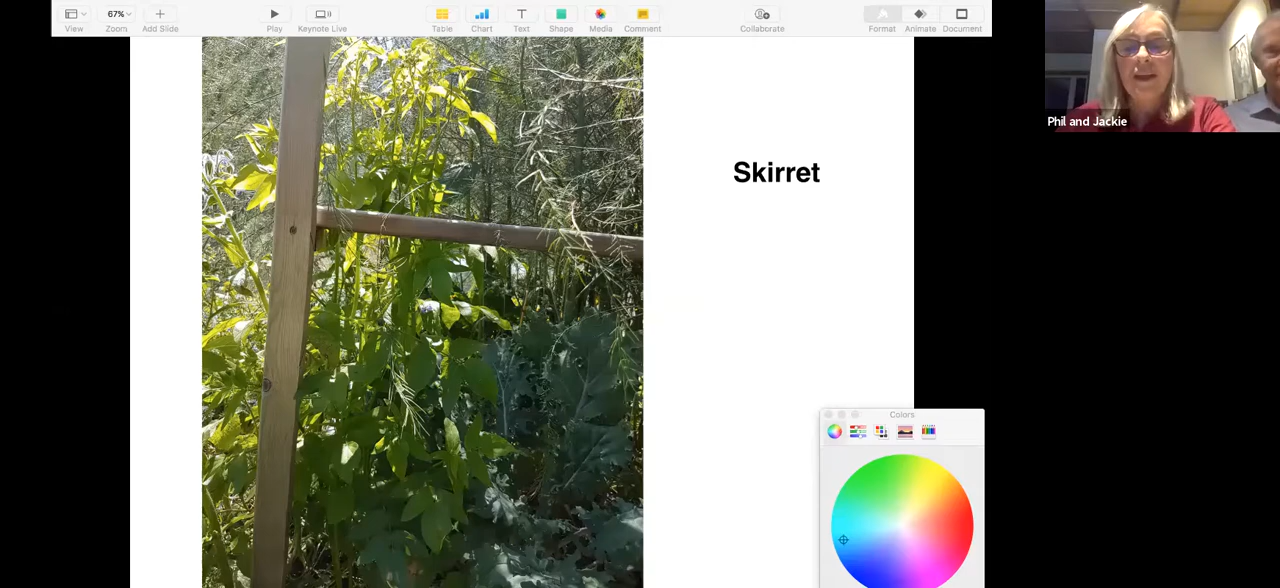 67%
View
Zoom
Add Slide
Play
Keynote Live
Table
Chart
Text
Shape
Media
Comment
Collaborate
Format
Animate
Document
Phil and Jackie
Skirret
Colors